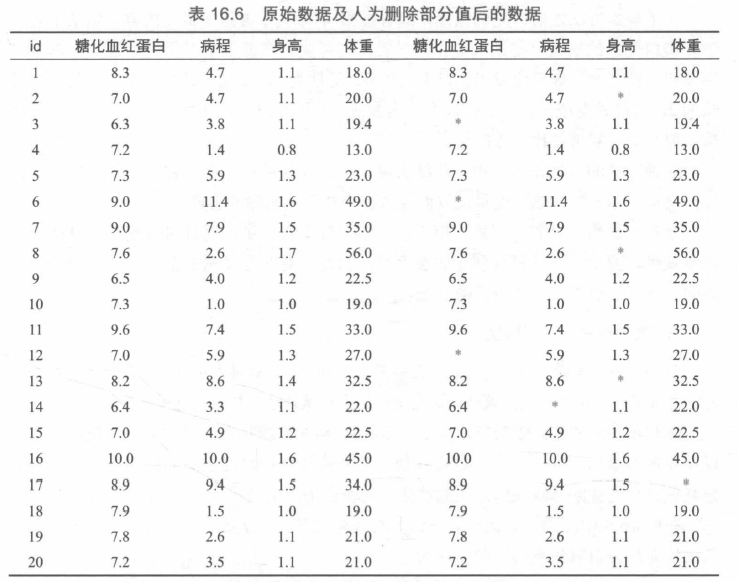 表 16.6 原始数据及人为删除部分值后的数据
id 糖化血红蛋白 病程 身高 体重 糖化血红蛋白 病程 身高 体重
1 8.3 4.7 1.1 18.0 8.3 4.7 1.1 18.0
2 7.0 4.7 1.1 20.0 7.0 4.7 * 20.0
3 6.3 3.8 1.1 19.4 * 3.8 1.1 19.4
4 7.2 1.4 0.8 13.0 7.2 1.4 0.8 13.0
5 7.3 5.9 1.3 23.0 7.3 5.9 1.3 23.0
6 9.0 11.4 1.6 49.0 * 11.4 1.6 49.0
7 9.0 7.9 1.5 35.0 9.0 7.9 1.5 35.0
8 7.6 2.6 1.7 56.0 7.6 2.6 * 56.0
9 6.5 4.0 1.2 22.5 6.5 4.0 1.2 22.5
10 7.3 1.0 1.0 19.0 7.3 1.0 1.0 19.0
11 9.6 7.4 1.5 33.0 9.6 7.4 1.5 33.0
12 7.0 5.9 1.3 27.0 * 5.9 1.3 27.0
13 8.2 8.6 1.4 32.5 8.2 8.6 * 32.5
14 6.4 3.3 1.1 22.0 6.4 * 1.1 22.0
15 7.0 4.9 1.2 22.5 7.0 4.9 1.2 22.5
16 10.0 10.0 1.6 45.0 10.0 10.0 1.6 45.0
17 8.9 9.4 1.5 34.0 8.9 9.4 1.5 *
18 7.9 1.5 1.0 19.0 7.9 1.5 1.0 19.0
19 7.8 2.6 1.1 21.0 7.8 2.6 1.1 21.0
20 7.2 3.5 1.1 21.0 7.2 3.5 1.1 21.0